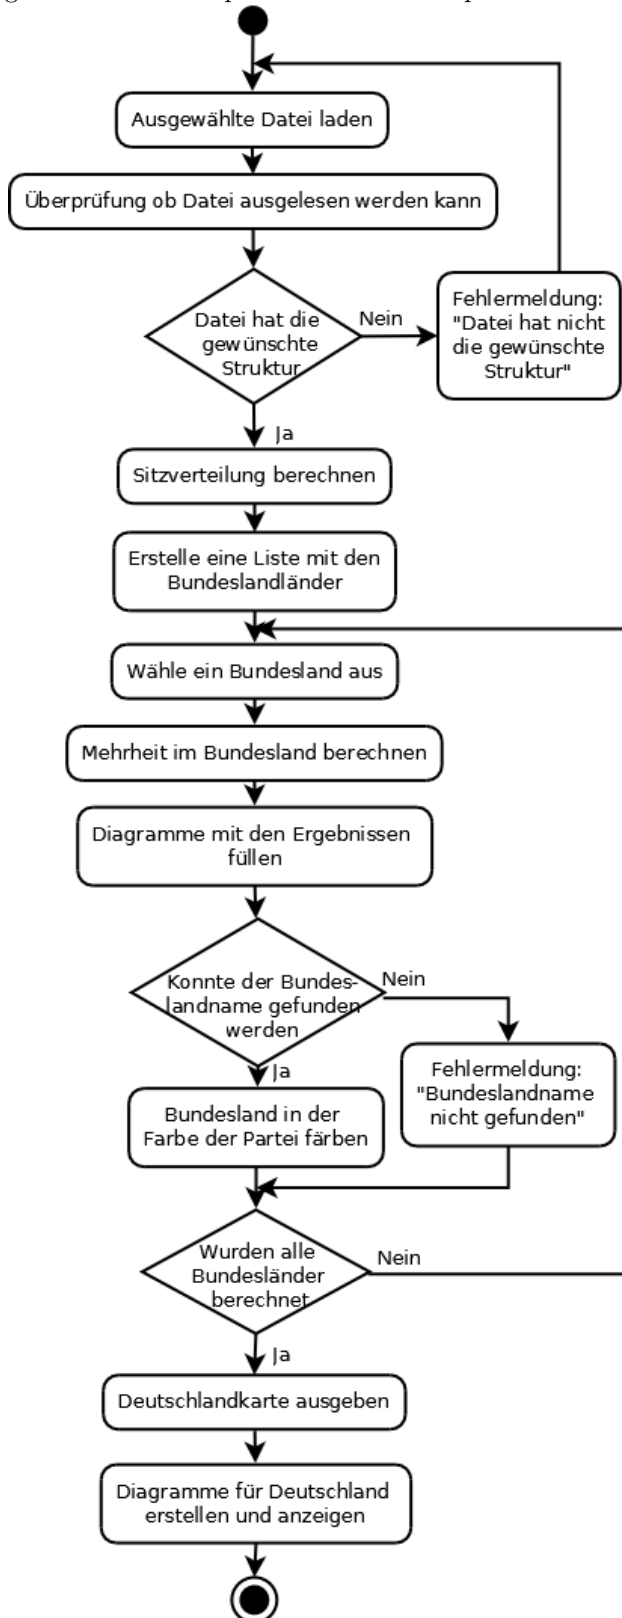 Ausgewählte Datei laden
Überprüfung ob Datei ausgelesen werden kann
Datei hat die
gewünschte
Struktur
Nein
Fehlermeldung:
"Datei hat nicht
die gewünschte
Struktur"
Ja
Sitzverteilung berechnen
Erstelle eine Liste mit den
Bundeslandländer
Wähle ein Bundesland aus
Mehrheit im Bundesland berechnen
Diagramme mit den Ergebnissen
füllen
Konnte der Bundes-
landname gefunden
werden
Nein
Fehlermeldung:
"Bundeslandname
nicht gefunden"
Ja
Bundesland in der
Farbe der Partei färben
Wurden alle
Bundesländer
berechnet
Nein
Ja
Deutschlandkarte ausgeben
Diagramme für Deutschland
erstellen und anzeigen